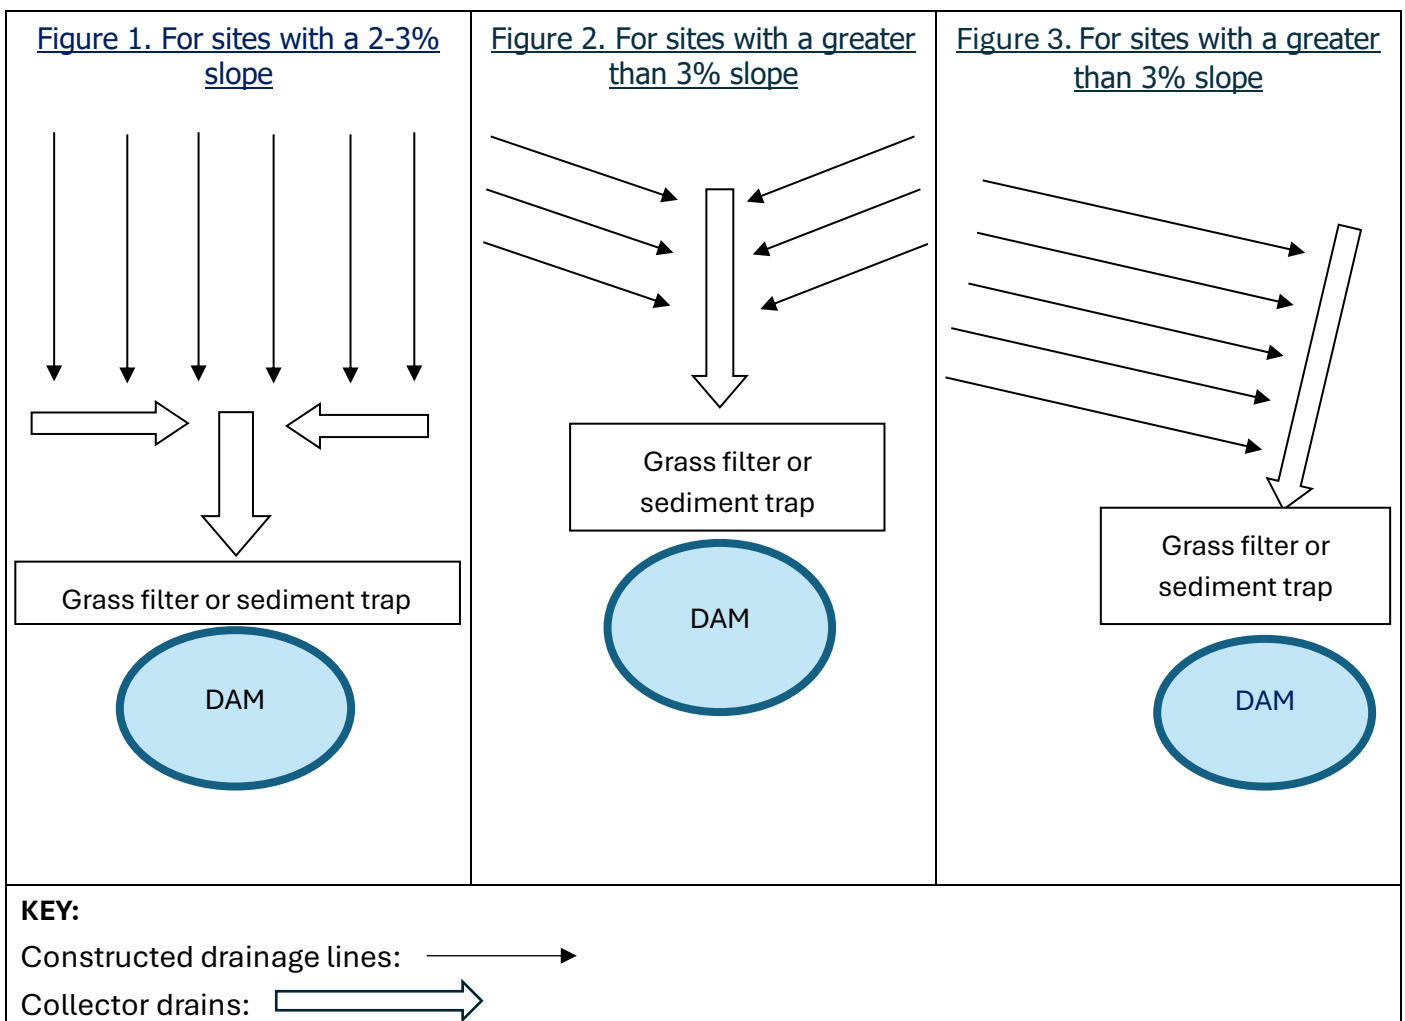 Figure 1. For sites with a 2-3%
slope
Figure 2. For sites with a greater
than 3% slope
Figure 3. For sites with a greater
than 3% slope
Grass filter or sediment trap
DAM
Grass filter or
sediment trap
DAM
Grass filter or
sediment trap
DAM
KEY:
Constructed drainage lines:
Collector drains: